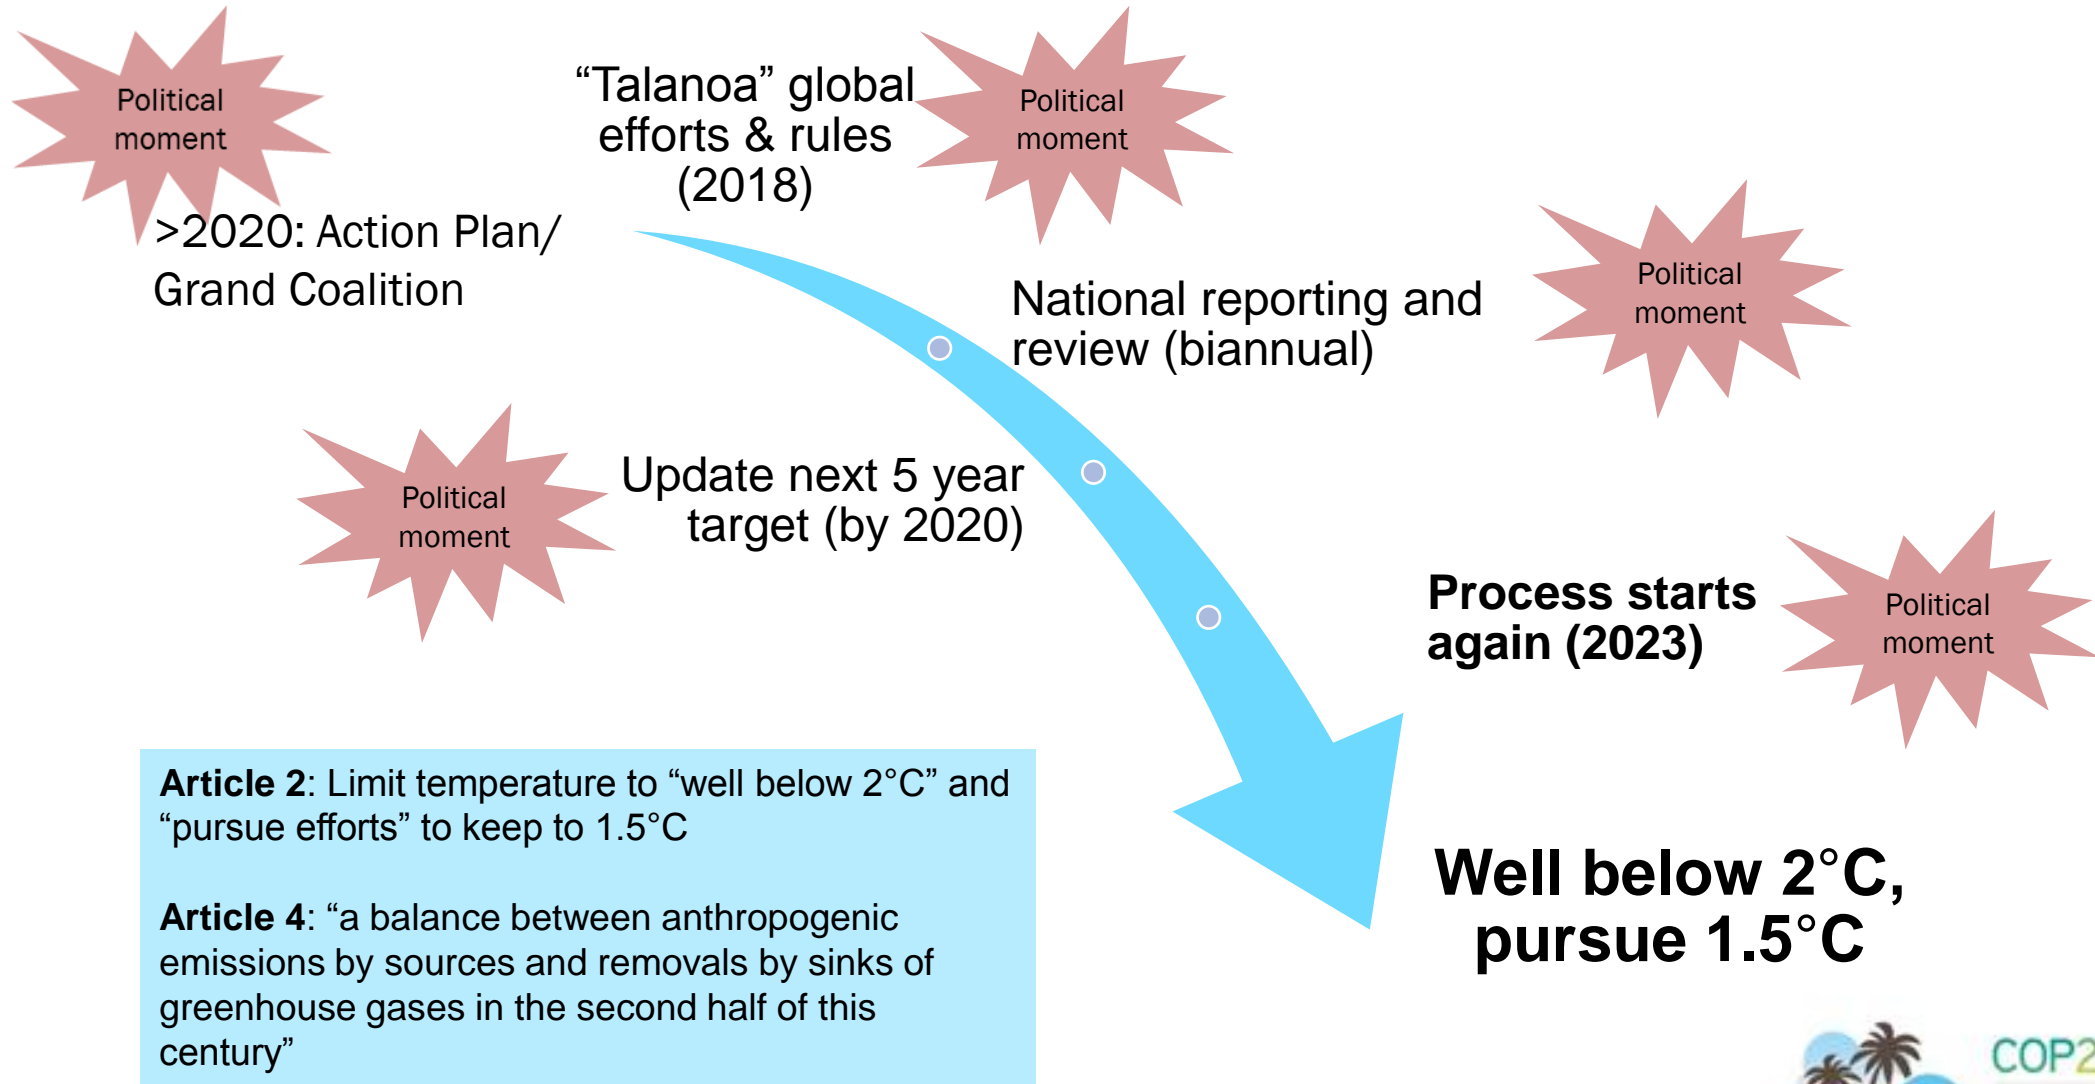 Political
moment
“Talanoa” global
efforts & rules
(2018)
Political
moment
>2020: Action Plan/
Grand Coalition
National reporting and
review (biannual)
Political
moment
Political
moment
Update next 5 year
target (by 2020)
Process starts
again (2023)
Political
moment
Article 2: Limit temperature to “well below 2°C” and
“pursue efforts” to keep to 1.5°C
Article 4: “a balance between anthropogenic
emissions by sources and removals by sinks of
greenhouse gases in the second half of this
century”
Well below 2°C,
pursue 1.5°C
COP2